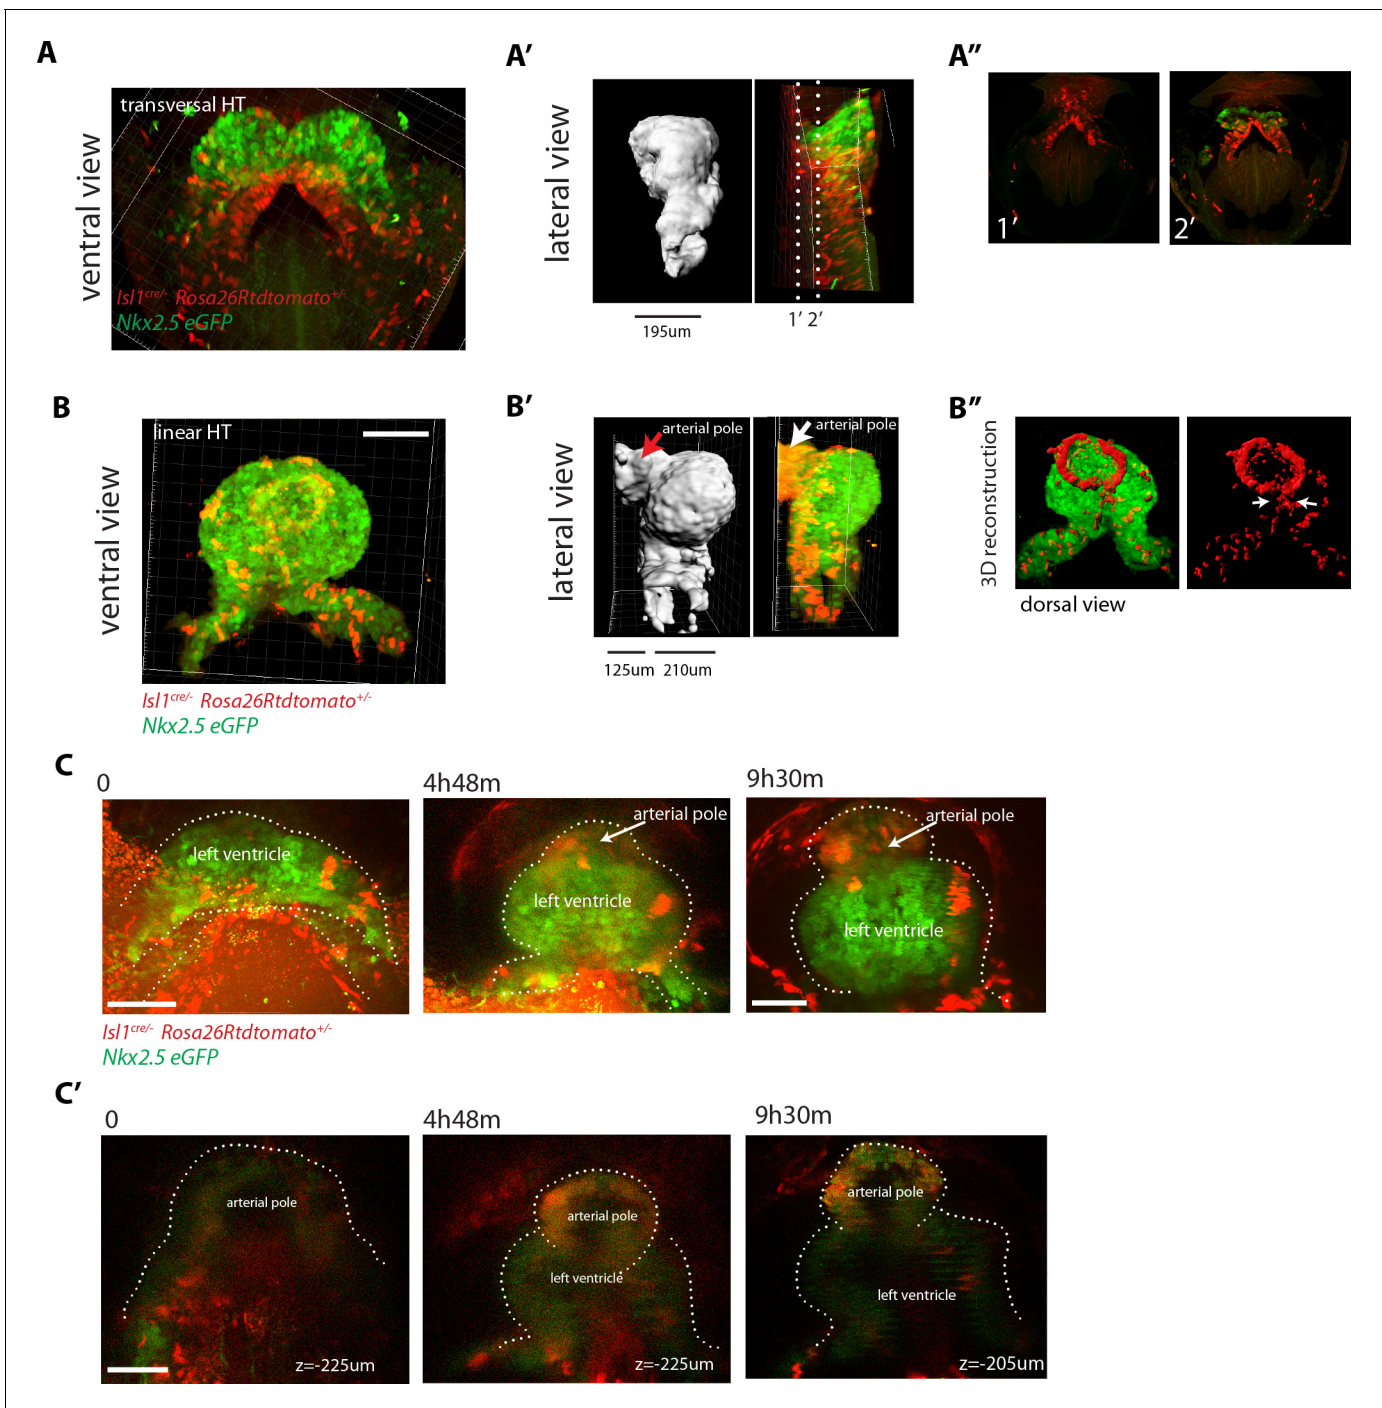 A
ventral view
transversal HT
Isl1cre/- Rosa26Rtdtomato+/-
Nkx2.5 eGFP
A'
lateral view
195um
1' 2'
A''
1'
2'
B
ventral view
linear HT
Isl1cre/- Rosa26Rtdtomato+/-
Nkx2.5 eGFP
B'
lateral view
arterial pole
arterial pole
125um
210um
B''
3D reconstruction
dorsal view
C
0
4h48m
9h30m
left ventricle
arterial pole
left ventricle
arterial pole
left ventricle
Isl1cre/- Rosa26Rtdtomato+/-
Nkx2.5 eGFP
C'
0
4h48m
9h30m
arterial pole
z=-225um
arterial pole
left ventricle
z=-225um
arterial pole
left ventricle
z=-205um